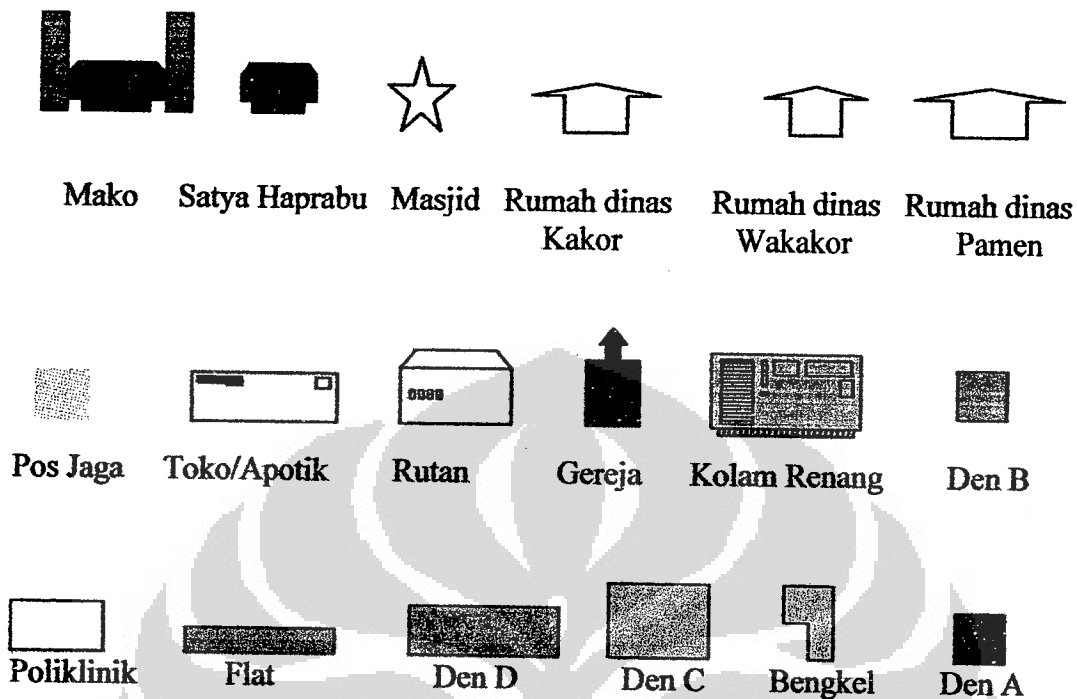 Mako Satya Haprabu Masjid Rumah dinas Rumah dinas Rumah dinas
Kakor Wakakor Pamen
Pos Jaga Toko/Apotik Rutan Gereja Kolam Renang Den B
Poliklinik Flat Den D Den C Bengkel Den A